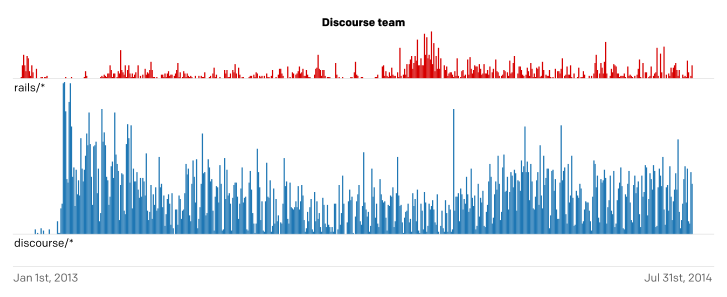 Discourse team
rails/*
discourse/*
Jan 1st, 2013
Jul 31st, 2014